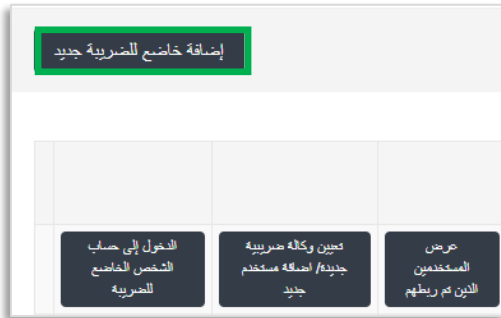 إضافة خاضع للضريبة جديد
عرض
المستخدمين
الذين تم ربطهم
تعيين وكالة ضريبية
جديدة/ اضافة مستخدم
جديد
الدخول إلى حساب
الشخص الخاضع
للضريبة